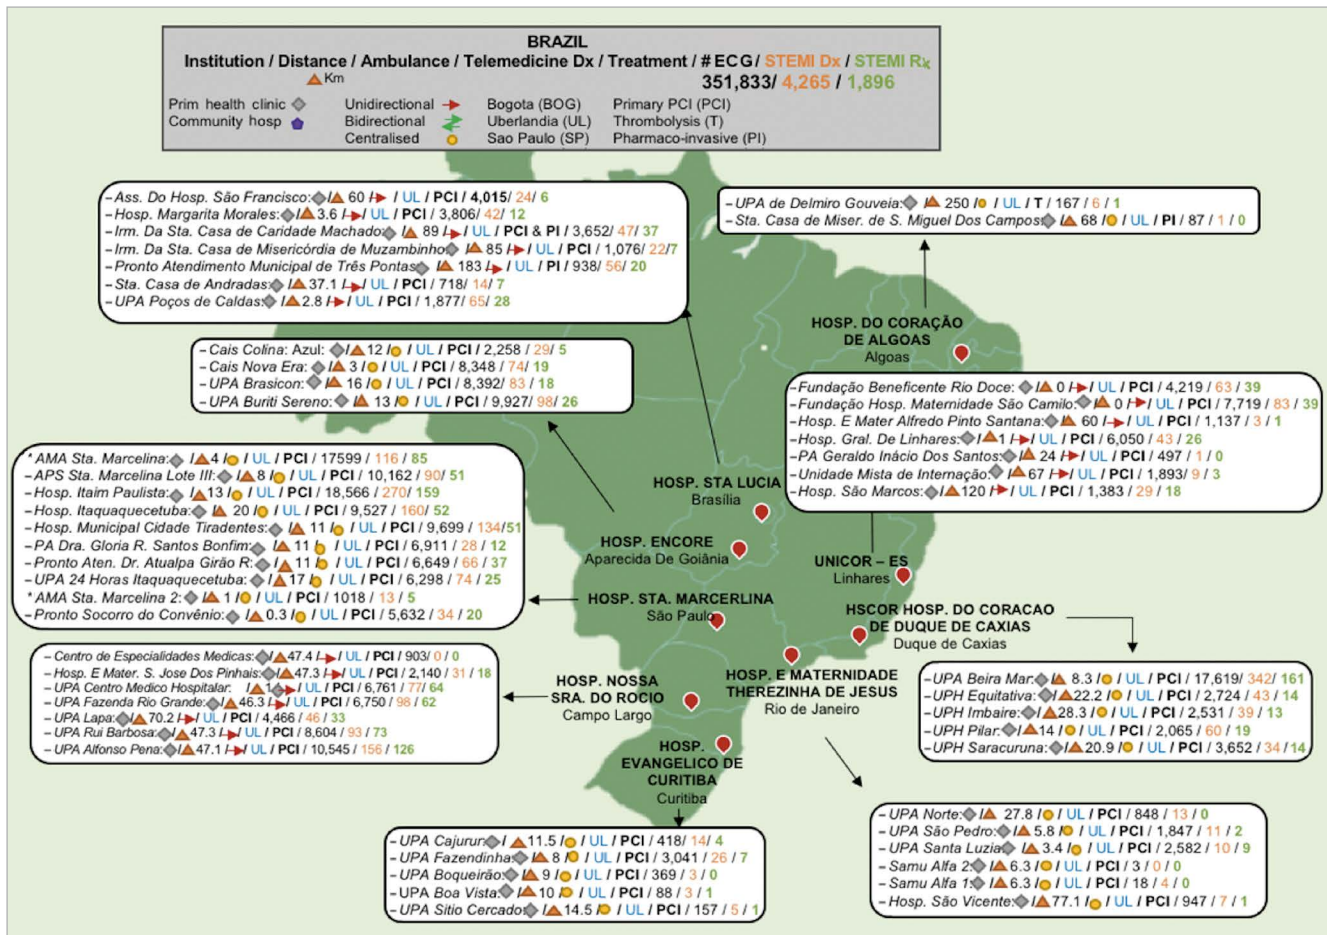 BRAZIL
Institution / Distance / Ambulance / Telemedicine Dx / Treatment / # ECG/ STEMI Dx / STEMI Rx
Km
351,833/ 4,265 / 1,896
Prim health clinic Unidirectional Bogota (BOG) Primary PCI (PCI)
Community hosp Bidirectional Uberlandia (UL) Thrombolysis (T)
Centralised Sao Paulo (SP) Pharmaco-invasive (PI)
–Ass. Do Hosp. São Francisco: / 60 / / UL / PCI / 4,015/ 24/ 6
–Hosp. Margarita Morales: / 3.6 / / UL / PCI / 3,806/ 42/ 12
–Irm. Da Sta. Casa de Caridade Machado: / 89 / / UL / PCI & PI / 3,652/ 47/ 37
–Irm. Da Sta. Casa de Misericórdia de Muzambinho / 85 / / UL / PCI / 1,076/ 22/7
–Pronto Atendimento Municipal de Três Pontas / 183 / / UL / PI / 938/ 56/ 20
–Sta. Casa de Andradas: / 37.1 / / UL / PCI / 718/ 14/ 7
–UPA Poços de Caldas: / 2.8 / / UL / PCI / 1,877/ 65/ 28
–UPA de Delmiro Gouveia: / 250 / / UL / T / 167 / 6 / 1
–Sta. Casa de Miser. de S. Miguel Dos Campos / 68 / / UL / PI / 87 / 1 / 0
HOSP. DO CORAÇÃO
DE ALGOAS
Algoas
–Cais Colina: Azul: / 12 / / UL / PCI / 2,258 / 29/ 5
–Cais Nova Era: / 3 / / UL / PCI / 8,348 / 74/ 19
–UPA Brasicon: / 16 / / UL / PCI / 8,392/ 83 / 18
–UPA Buriti Sereno: / 13 / / UL / PCI / 9,927/ 98/ 26
–Fundação Beneficente Rio Doce: / 0 / / UL / PCI / 4,219 / 63 / 39
–Fundação Hosp. Maternidade São Camilo: / 0 / / UL / PCI / 7,719 / 83 / 39
–Hosp. E Mater Alfredo Pinto Santana: / 60 / / UL / PCI / 1,137 / 3 / 1
–Hosp. Gral. De Linhares: / 1 / / UL / PCI / 6,050 / 43 / 26
–PA Geraldo Inácio Dos Santos: / 24 / / UL / PCI / 497 / 1 / 0
–Unidade Mista de Internação: / 67 / / UL / PCI / 1,893/ 9 / 3
–Hosp. São Marcos: / 120 / / UL / PCI / 1,383 / 29 / 18
* AMA Sta. Marcelina: / 4 / / UL / PCI / 17599 / 116 / 85
–APS Sta. Marcelina Lote III: / 8 / / UL / PCI / 10,162 / 90/ 51
–Hosp. Itaim Paulista: / 13 / / UL / PCI / 18,566 / 270/ 159
–Hosp. Itaquaquecetuba: / 20 / / UL / PCI / 9,527 / 160/ 52
–Hosp. Municipal Cidade Tiradentes: / 11 / / UL / PCI / 9,699 / 134/51
–PA Dra. Gloria R. Santos Bonfim: / 11 / / UL / PCI / 6,911 / 28 / 12
–Pronto Aten. Dr. Atualpa Girão R: / 11 / / UL / PCI / 6,649 / 66 / 37
–UPA 24 Horas Itaquaquecetuba: / 17 / / UL / PCI / 6,298 / 74 / 25
* AMA Sta. Marcelina 2: / 1 / / UL / PCI / 1018 / 13 / 5
–Pronto Socorro do Convênio: / 0.3 / / UL / PCI / 5,632 / 34 / 20
HOSP. STA LUCIA
Brasília
HOSP. ENCORE
Aparecida De Goiânia
HOSP. STA. MARCERLINA
São Paulo
UNICOR – ES
Linhares
HSCOR HOSP. DO CORACAO
DE DUQUE DE CAXIAS
Duque de Caxias
HOSP. E MATERNIDADE
THEREZINHA DE JESUS
Rio de Janeiro
HOSP. NOSSA
SRA. DO ROCIO
Campo Largo
HOSP.
EVANGELICO DE
CURITIBA
Curitiba
–Centro de Especialidades Medicas: / 47.4 / / UL / PCI / 903/ 0 / 0
–Hosp. E Mater. S. Jose Dos Pinhais: / 47.3 / / UL / PCI / 2,140 / 31 / 18
–UPA Centro Medico Hospitalar: / 1 / / UL / PCI / 6,761 / 77/ 64
–UPA Fazenda Rio Grande: / 46.3 / / UL / PCI / 6,750 / 98 / 62
–UPA Lapa: / 70.2 / / UL / PCI / 4,466 / 46 / 33
–UPA Rui Barbosa: / 47.3 / / UL / PCI / 8,604 / 93 / 73
–UPA Alfonso Pena: / 47.1 / / UL / PCI / 10,545 / 156 / 126
–UPA Beira Mar: / 8.3 / / UL / PCI / 17,619/ 342/ 161
–UPH Equitativa: / 22.2 / / UL / PCI / 2,724 / 43 / 14
–UPH Imbaire: / 28.3 / / UL / PCI / 2,531 / 39 / 13
–UPH Pilar: / 14 / / UL / PCI / 2,065 / 60 / 19
–UPH Saracuruna: / 20.9 / / UL / PCI / 3,652 / 34 / 14
–UPA Cajurur / 11.5 / / UL / PCI / 418/ 14/ 4
–UPA Fazendinha / 8 / / UL / PCI / 3,041 / 26 / 7
–UPA Boqueirão: / 9 / / UL / PCI / 369 / 3 / 0
–UPA Boa Vista: / 10 / / UL / PCI / 88 / 3 / 1
–UPA Sitio Cercado: / 14.5 / / UL / PCI / 157 / 5 / 1
–UPA Norte: / 27.8 / / UL / PCI / 848 / 13 / 0
–UPA São Pedro: / 5.8 / / UL / PCI / 1,847 / 11 / 2
–UPA Santa Luzia / 3.4 / / UL / PCI / 2,582 / 10 / 9
–Samu Alfa 2: / 6.3 / / UL / PCI / 3 / 0 / 0
–Samu Alfa 1: / 6.3 / / UL / PCI / 18 / 4 / 0
–Hosp. São Vicente: / 77.1 / / UL / PCI / 947 / 7 / 1